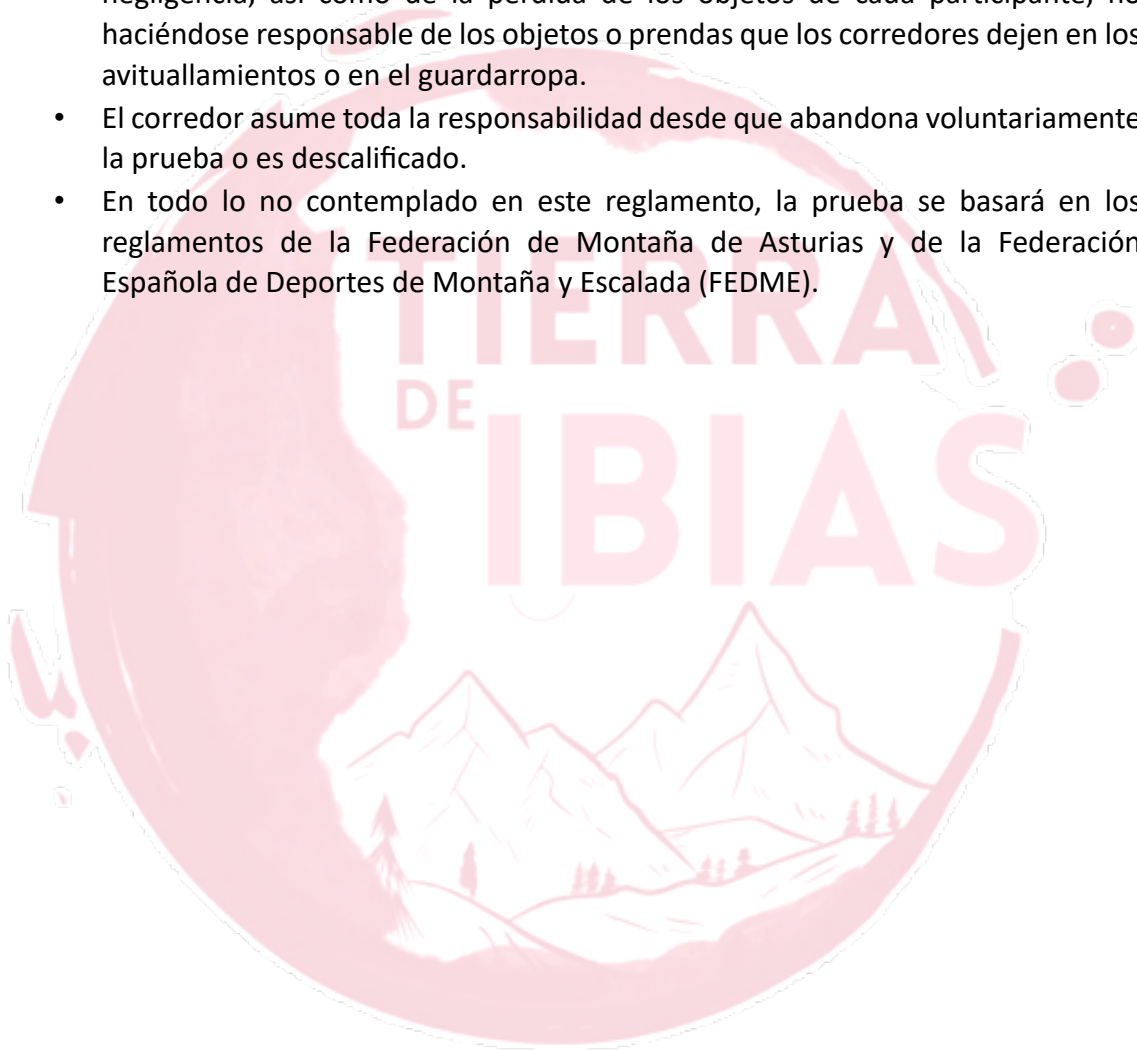 negligencia, así como de la pérdida de los objetos de cada participante, no
haciéndose responsable de los objetos o prendas que los corredores dejen en los
avituallamientos o en el guardarropa.
• El corredor asume toda la responsabilidad desde que abandona voluntariamente
la prueba o es descalificado.
• En todo lo no contemplado en este reglamento, la prueba se basará en los
reglamentos de la Federación de Montaña de Asturias y de la Federación
Española de Deportes de Montaña y Escalada (FEDME).
TIERRA
DE
IBIAS